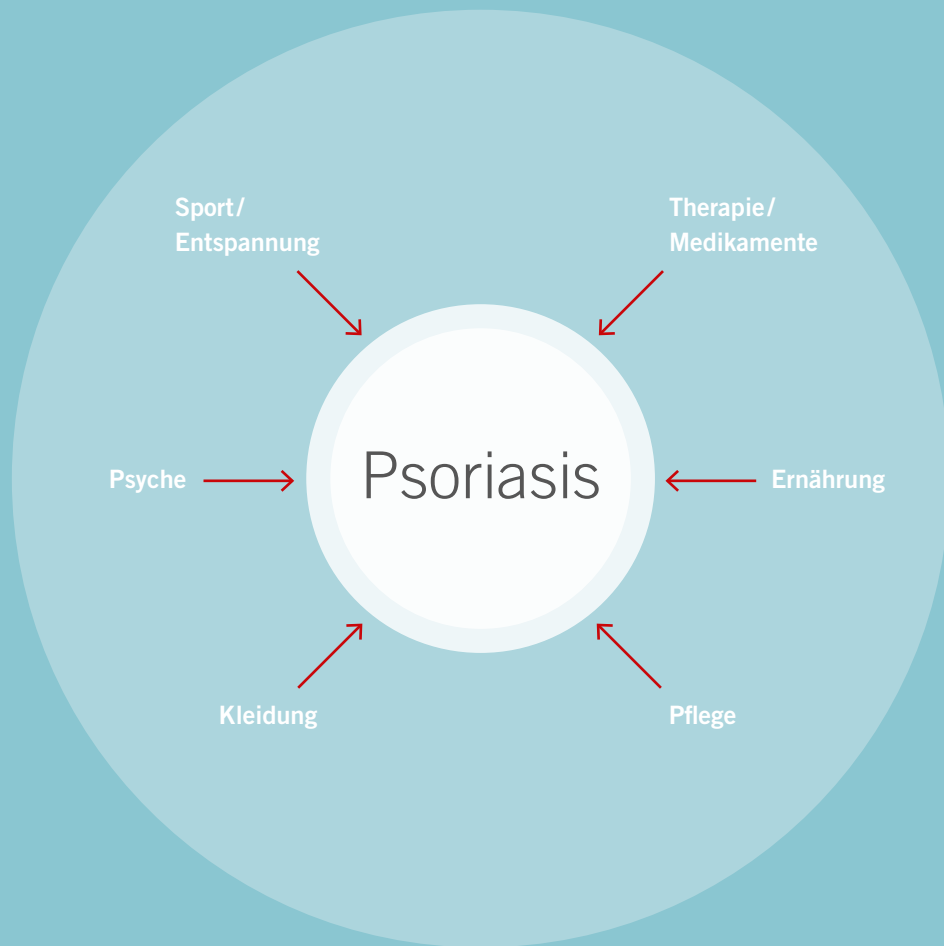 Sport/
Entspannung
Therapie/
Medikamente
Psyche
Psoriasis
Ernährung
Kleidung
Pflege